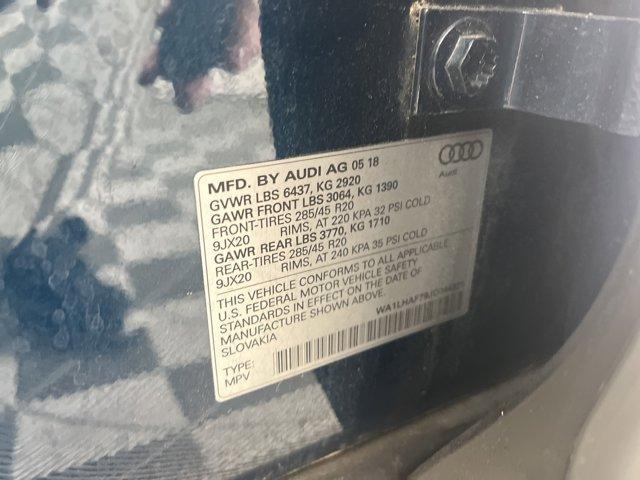 MFD. BY AUDI AG 05 18
GVWR LBS 6437, KG 2920
GAWR FRONT LBS 3064, KG 1390
FRONT-TIRES 285/45 R20
9JX20 RIMS, AT 220 KPA 32 PSI COLD
GAWR REAR LBS 3770, KG 1710
REAR-TIRES 285/45 R20
9JX20 RIMS, AT 240 KPA 35 PSI COLD
Audi
THIS VEHICLE CONFORMS TO ALL APPLICABLE
U.S. FEDERAL MOTOR VEHICLE SAFETY
STANDARDS IN EFFECT ON THE DATE OF
MANUFACTURE SHOWN ABOVE.
SLOVAKIA
TYPE:
MPV